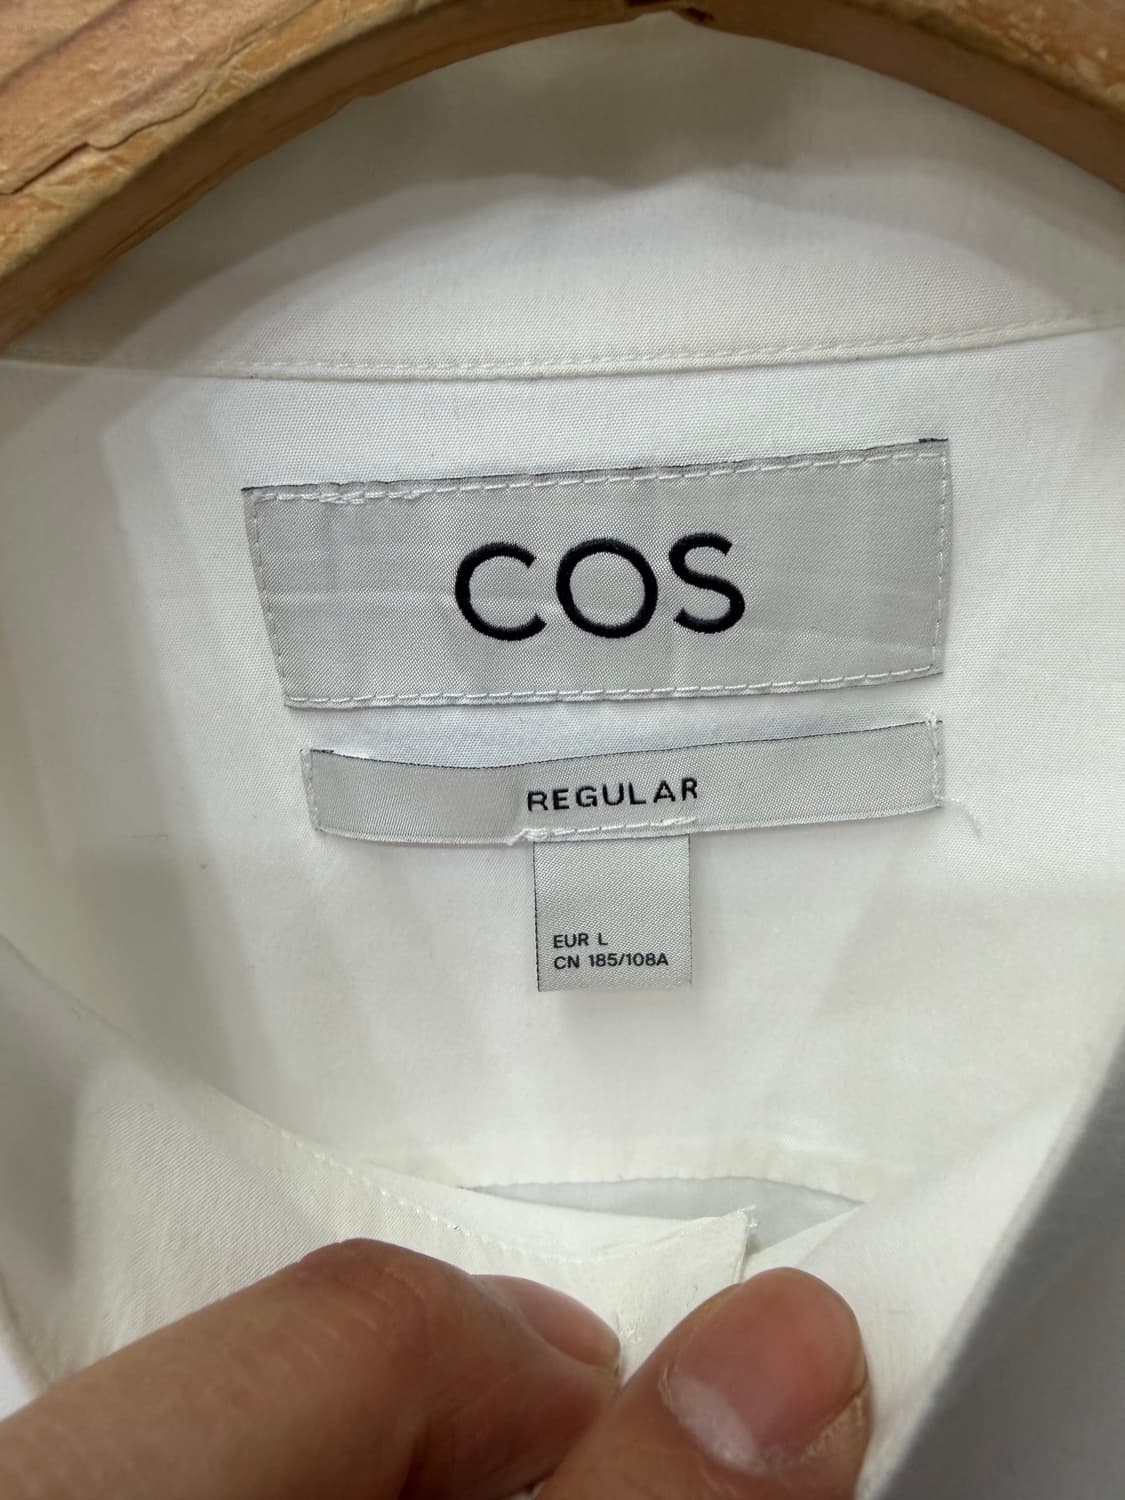 COS
REGULAR
EUR L
CN 185/108A